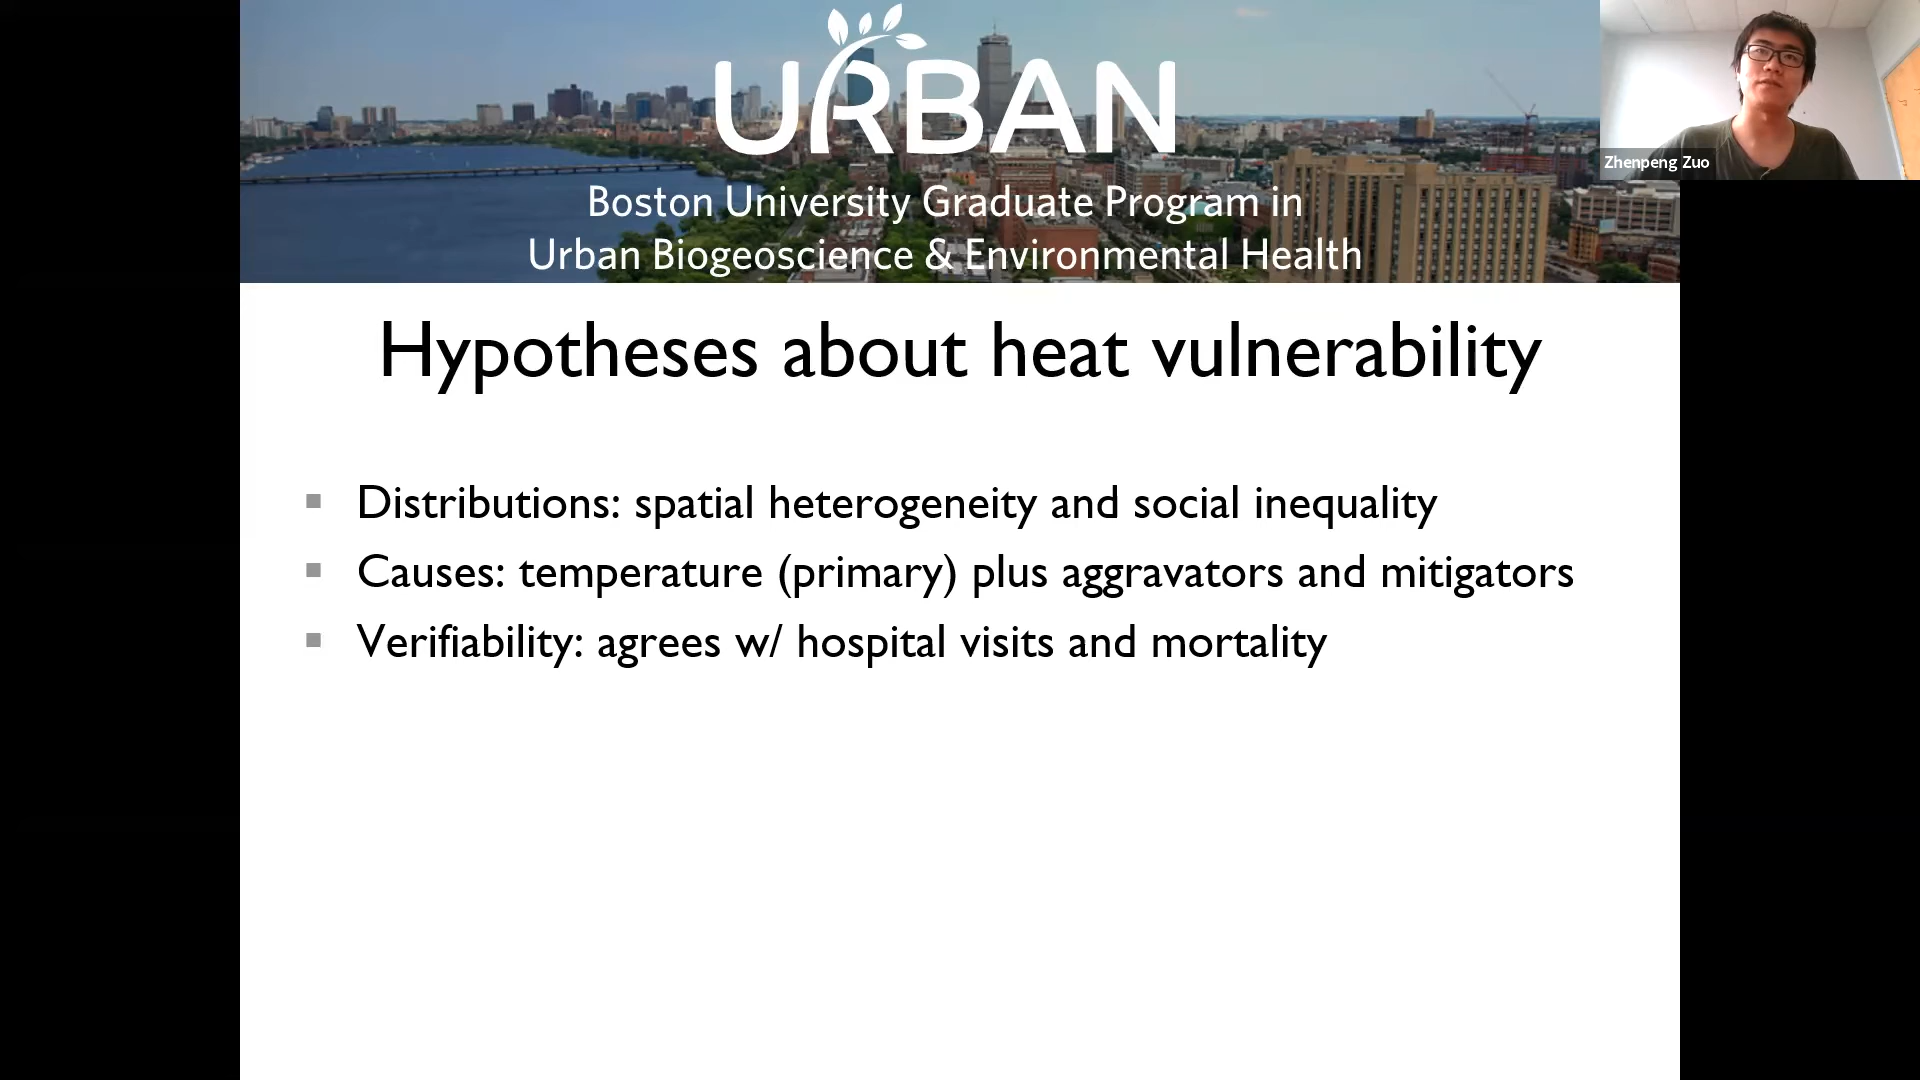 URBAN
Boston University Graduate Program in
Urban Biogeoscience & Environmental Health
Zhenpeng Zuo
Hypotheses about heat vulnerability
▪ Distributions: spatial heterogeneity and social inequality
▪ Causes: temperature (primary) plus aggravators and mitigators
▪ Verifiability: agrees w/ hospital visits and mortality